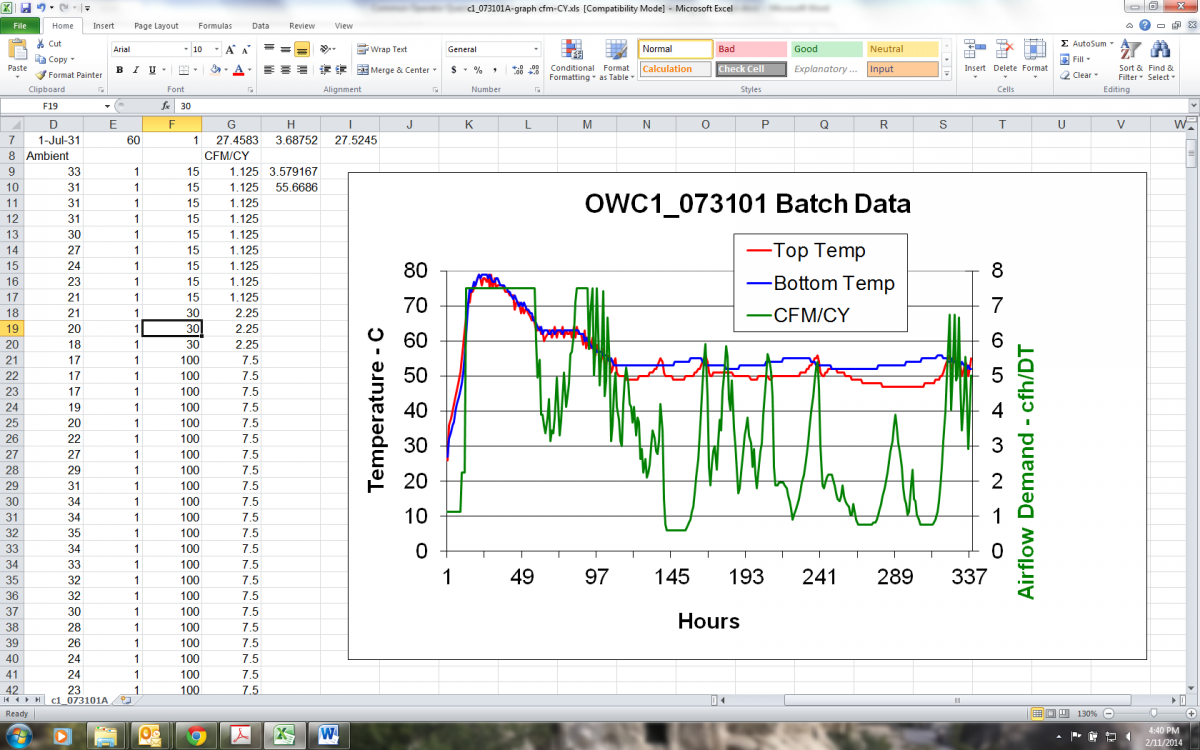 c1_073101A-graph cfm-CY.xls [Compatibility Mode] - Microsoft Excel
File Home Insert Page Layout Formulas Data Review View
Paste
Cut
Copy
Format Painter
Clipboard
Arial 10
B I U
Font
Wrap Text
Merge & Center
Alignment
General
$ % ,
Number
Conditional Formatting
Format as Table
Normal Bad Good Neutral
Calculation Check Cell Explanatory ... Input
Styles
Insert Delete Format
Cells
Σ AutoSum
Fill
Clear
Sort & Filter
Find & Select
Editing
F19 fx 30
D E F G H I J K L M N O P Q R S T U V W
7 1-Jul-31 60 1 27.4583 3.68752 27.5245
8 Ambient CFM/CY
9 33 1 15 1.125 3.579167
10 31 1 15 1.125 55.6686
11 31 1 15 1.125
12 31 1 15 1.125
13 30 1 15 1.125
14 27 1 15 1.125
15 24 1 15 1.125
16 23 1 15 1.125
17 21 1 15 1.125
18 21 1 30 2.25
19 20 1 30 2.25
20 18 1 30 2.25
21 17 1 100 7.5
22 17 1 100 7.5
23 17 1 100 7.5
24 19 1 100 7.5
25 20 1 100 7.5
26 22 1 100 7.5
27 27 1 100 7.5
28 29 1 100 7.5
29 31 1 100 7.5
30 34 1 100 7.5
31 34 1 100 7.5
32 35 1 100 7.5
33 34 1 100 7.5
34 33 1 100 7.5
35 32 1 100 7.5
36 32 1 100 7.5
37 30 1 100 7.5
38 28 1 100 7.5
39 26 1 100 7.5
40 24 1 100 7.5
41 24 1 100 7.5
42 23 1 100 7.5
OWC1_073101 Batch Data
Top Temp
Bottom Temp
CFM/CY
Temperature - C
80
70
60
50
40
30
20
10
0
8
7
6
5
4
3
2
1
0
Airflow Demand - cfh/DT
1 49 97 145 193 241 289 337
Hours
c1_073101A
Ready
130%
4:40 PM
2/11/2014